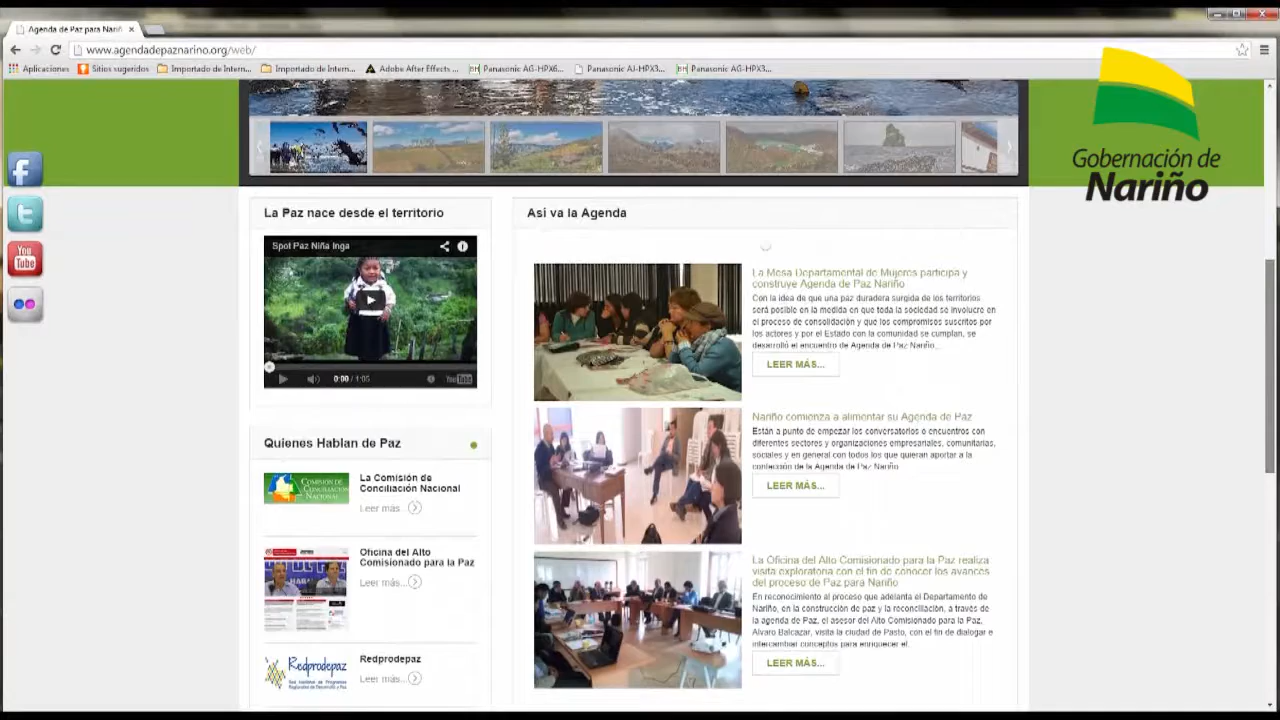 Agenda de Paz para Nariñ
www.agendadepaznarino.org/web/
Aplicaciones
Sitios sugeridos
Importado de Intern...
Importado de Intern...
Adobe After Effects ...
Panasonic AG-HPX6...
Panasonic AJ-HPX3...
Panasonic AG-HPX3...
Gobernación de
Nariño
You
Tube
La Paz nace desde el territorio
Spot Paz Niña Inga
0:00 / 1:05
YouTube
Quienes Hablan de Paz
COMISIÓN DE
CONCILIACIÓN
NACIONAL
La Comisión de
Conciliación Nacional
Leer más...
Oficina del Alto
Comisionado para la Paz
Leer más...
Redprodepaz
Redprodepaz
Leer más...
Asi va la Agenda
La Mesa Departamental de Mujeres participa y
construye Agenda de Paz Nariño
Con la idea de que una paz duradera surgida de los territorios
será posible en la medida en que toda la sociedad se involucre en
el proceso de consolidación y que los compromisos suscritos por
los actores y por el Estado con la comunidad se cumplan, se
desarrolló el encuentro de Agenda de Paz Nariño...
LEER MÁS...
Nariño comienza a alimentar su Agenda de Paz
Están a punto de empezar los conversatorios o encuentros con
diferentes sectores y organizaciones empresariales, comunitarias,
sociales y en general con todos los que quieran aportar a la
confección de la Agenda de Paz Nariño
LEER MÁS...
La Oficina del Alto Comisionado para la Paz realiza
visita exploratoria con el fin de conocer los avances
del proceso de Paz para Nariño
En reconocimiento al proceso que adelanta el Departamento de
Nariño, en la construcción de paz y la reconciliación, a través de
la agenda de Paz, el asesor del Alto Comisionado para la Paz,
Alvaro Balcazar, visita la ciudad de Pasto, con el fin de dialogar e
intercambiar conceptos para enriquecer el.
LEER MÁS...